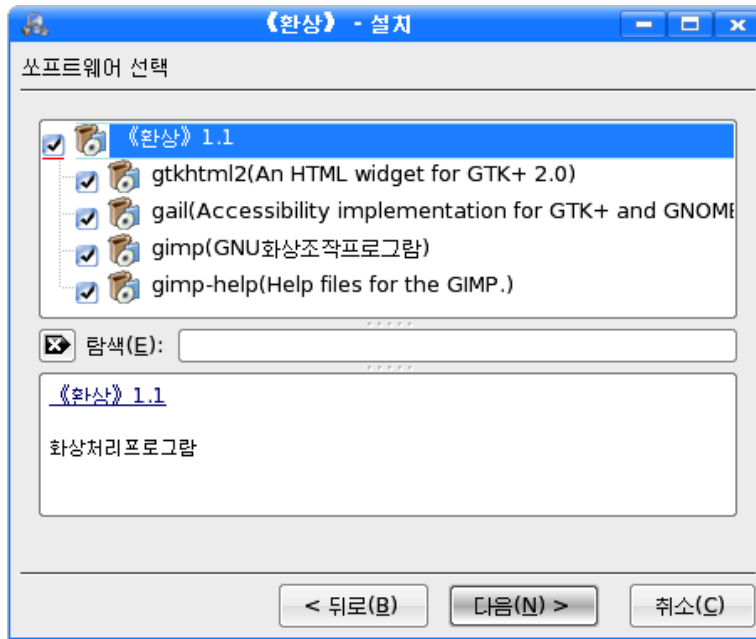 《환상》 - 설치
쏘프트웨어 선택
《환상》1.1
gtkhtml2(An HTML widget for GTK+ 2.0)
gail(Accessibility implementation for GTK+ and GNOME
gimp(GNU화상조작프로그람)
gimp-help(Help files for the GIMP.)
탐색(E):
《환상》1.1
화상처리프로그람
< 뒤로(B)
다음(N) >
취소(C)